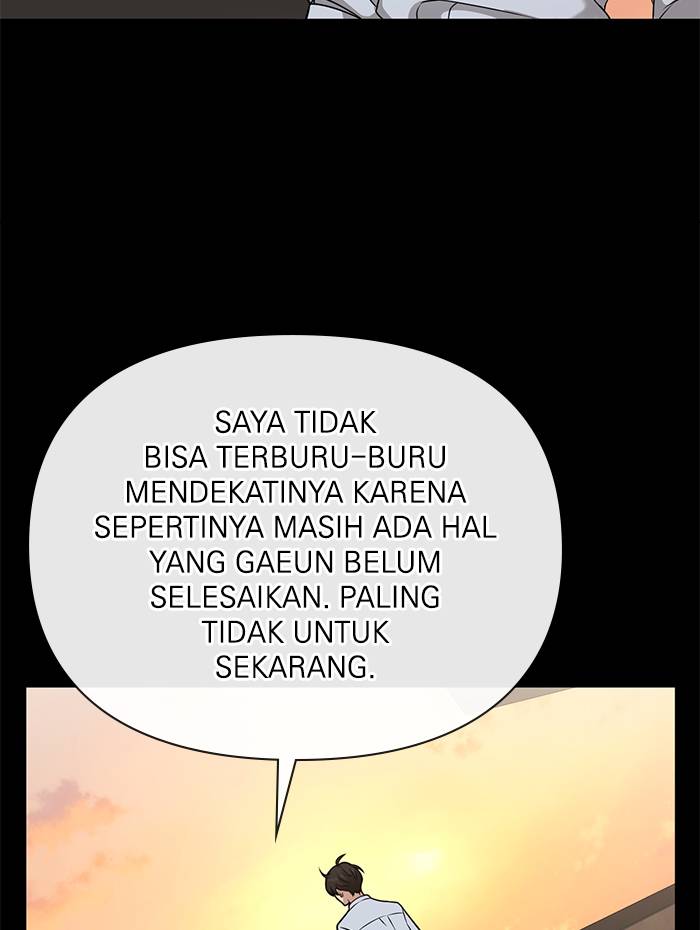 SAYA TIDAK
BISA TERBURU-BURU
MENDEKATINYA KARENA
SEPERTINYA MASIH ADA HAL
YANG GAEUN BELUM
SELESAIKAN. PALING
TIDAK UNTUK
SEKARANG.